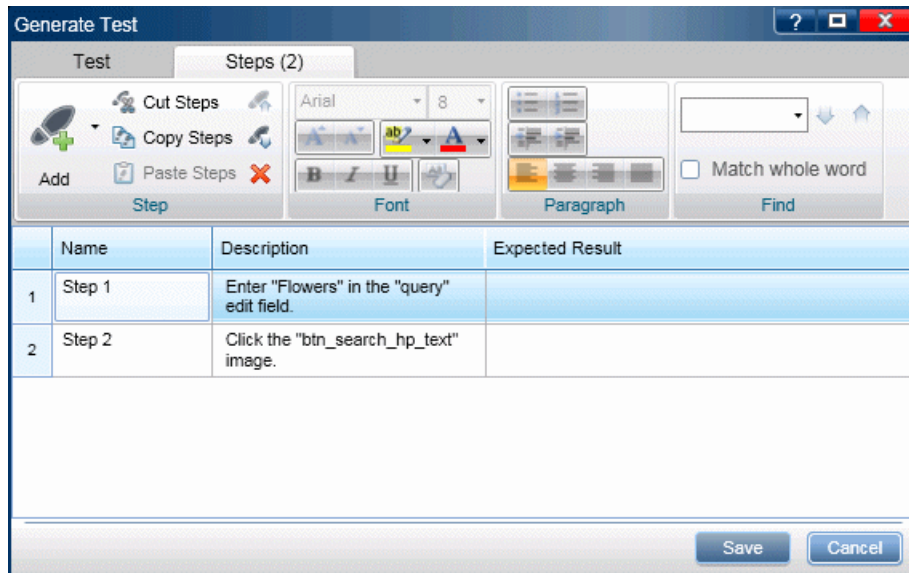 Generate Test
?
Test
Steps (2)
Add
Cut Steps
Copy Steps
Paste Steps
Step
Arial
8
A A ab A
B I U
Font
Paragraph
Match whole word
Find
Name Description Expected Result
1 Step 1 Enter "Flowers" in the "query"
edit field.
2 Step 2 Click the "btn_search_hp_text"
image.
Save Cancel